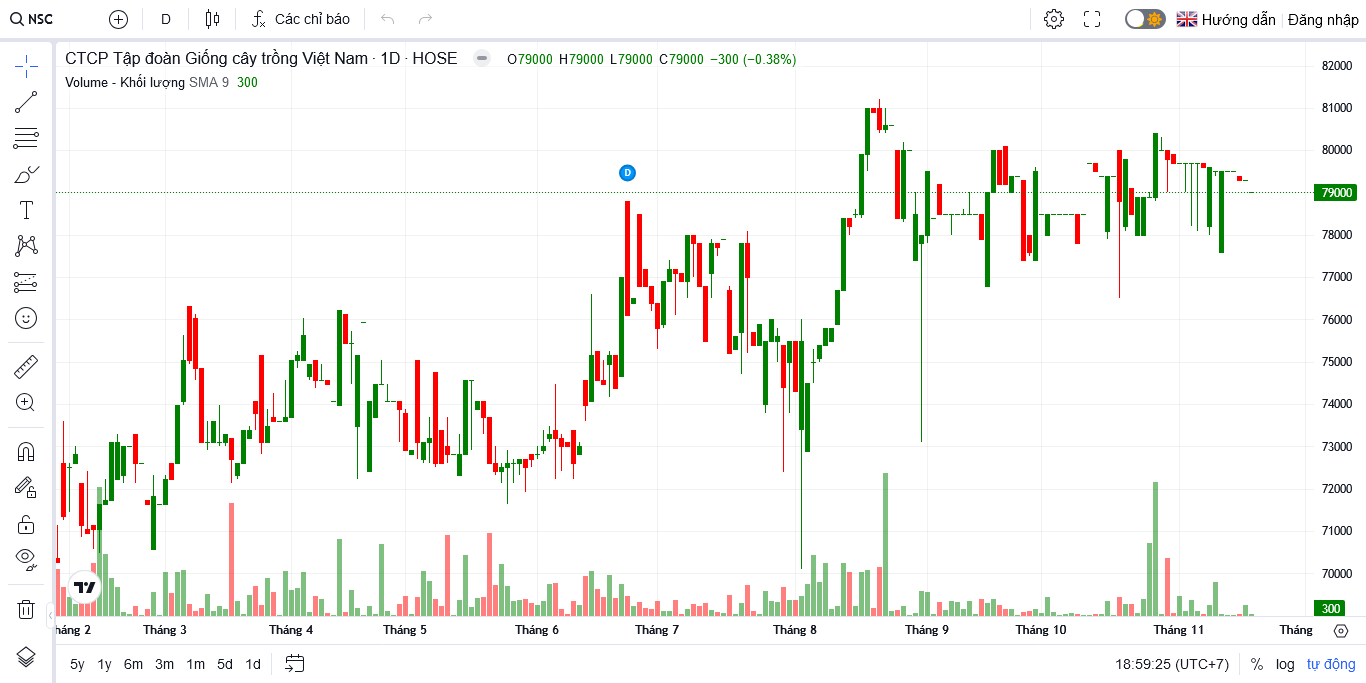 NSC D Các chỉ báo Hướng dẫn Đăng nhập
CTCP Tập đoàn Giống cây trồng Việt Nam · 1D · HOSE O79000 H79000 L79000 C79000 −300 (−0.38%)
Volume - Khối lượng SMA 9 300
82000
81000
80000
D
79000
78000
77000
76000
75000
74000
73000
72000
71000
70000
300
háng 2 Tháng 3 Tháng 4 Tháng 5 Tháng 6 Tháng 7 Tháng 8 Tháng 9 Tháng 10 Tháng 11 Tháng
5y 1y 6m 3m 1m 5d 1d 18:59:25 (UTC+7) % log tự động